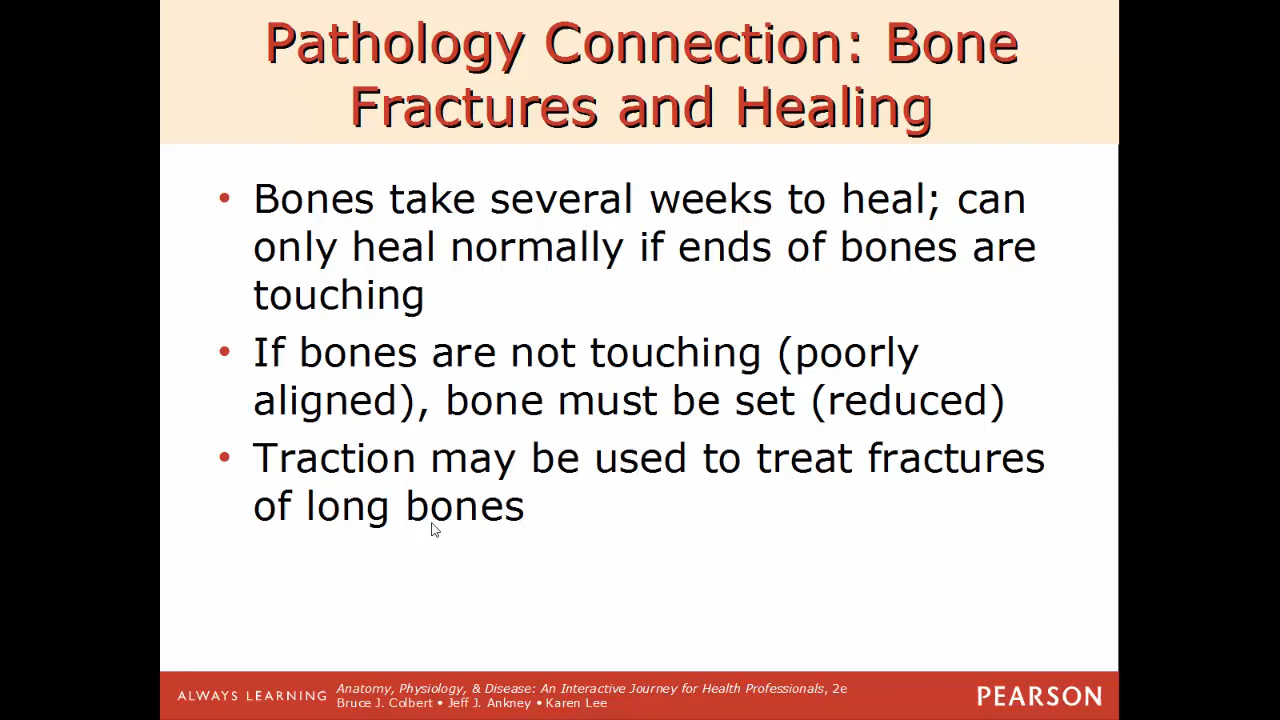 Pathology Connection: Bone
Fractures and Healing
• Bones take several weeks to heal; can
only heal normally if ends of bones are
touching
• If bones are not touching (poorly
aligned), bone must be set (reduced)
• Traction may be used to treat fractures
of long bones
ALWAYS LEARNING
Anatomy, Physiology, & Disease: An Interactive Journey for Health Professionals, 2e
Bruce J. Colbert • Jeff J. Ankney • Karen Lee
PEARSON